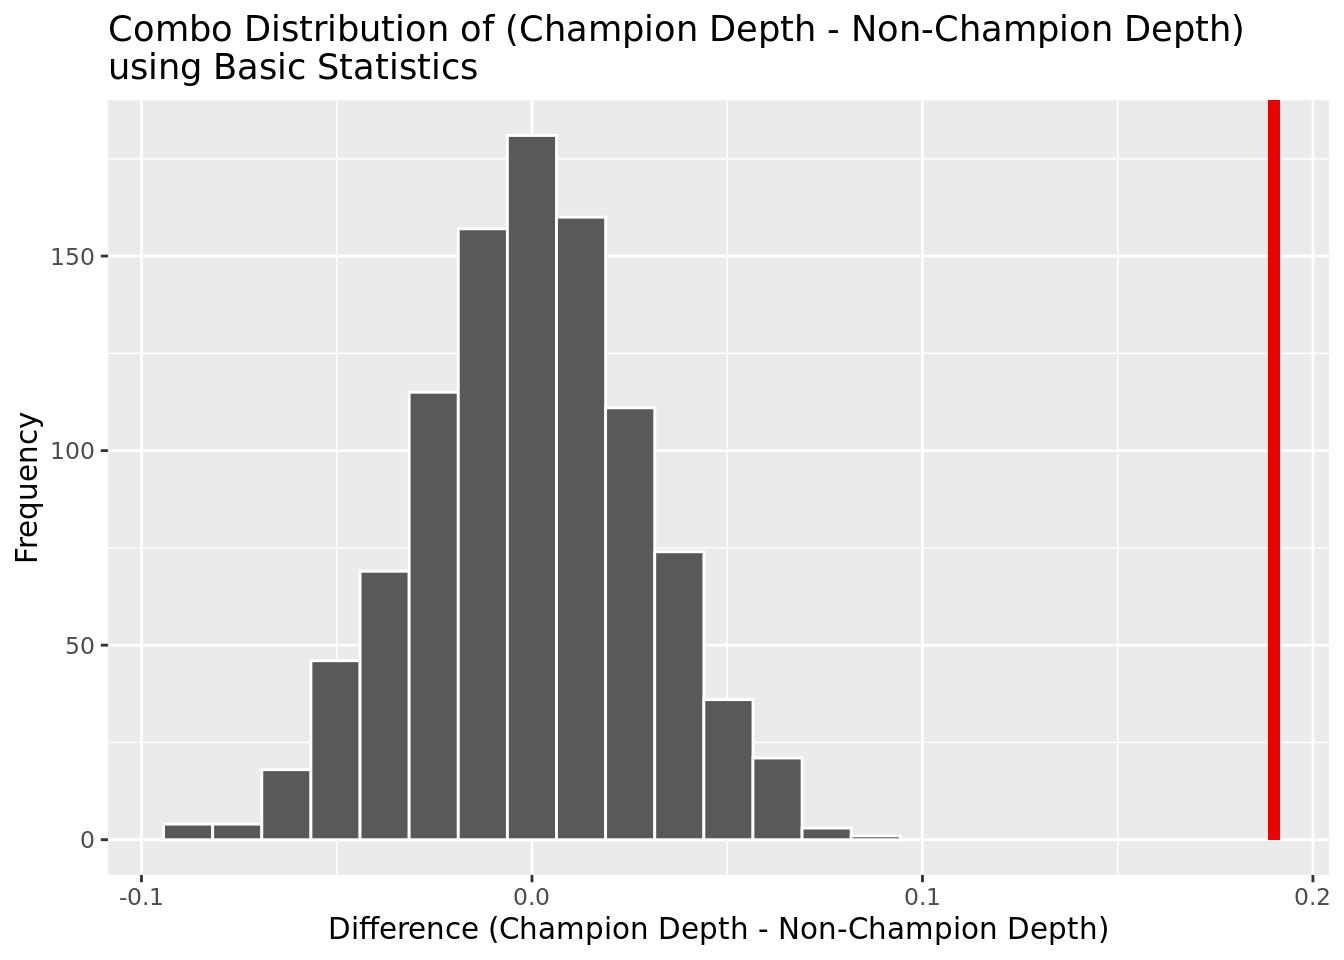 Combo Distribution of (Champion Depth - Non-Champion Depth)
using Basic Statistics
Frequency
150
100
50
0
-0.1
0.0
0.1
0.2
Difference (Champion Depth - Non-Champion Depth)